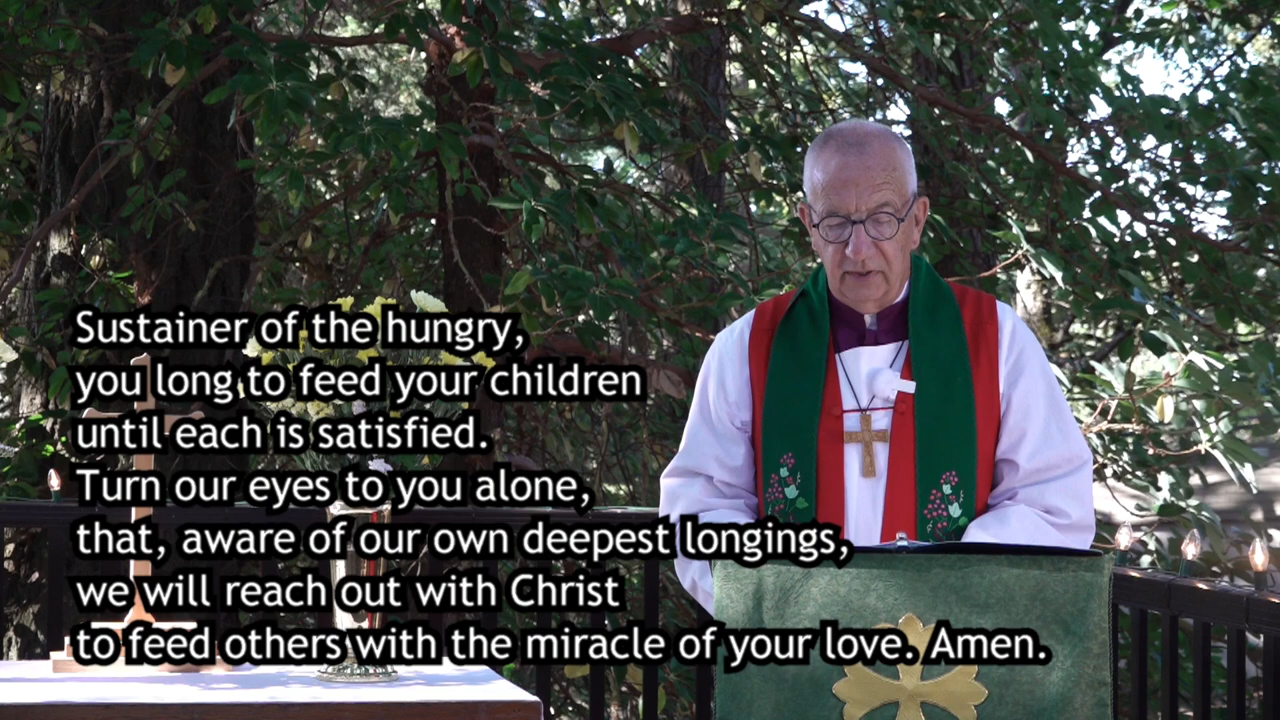 Sustainer of the hungry,
you long to feed your children
until each is satisfied.
Turn our eyes to you alone,
that, aware of our own deepest longings,
we will reach out with Christ
to feed others with the miracle of your love. Amen.